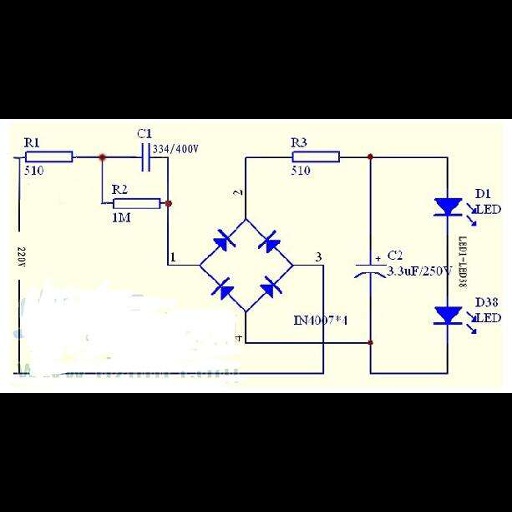 R1
510
C1
334/400V
R2
1M
R3
510
2
1
3
4
220V
IN4007*4
C2
+
3.3uF/250V
D1
LED
LED1-LED38
D38
LED